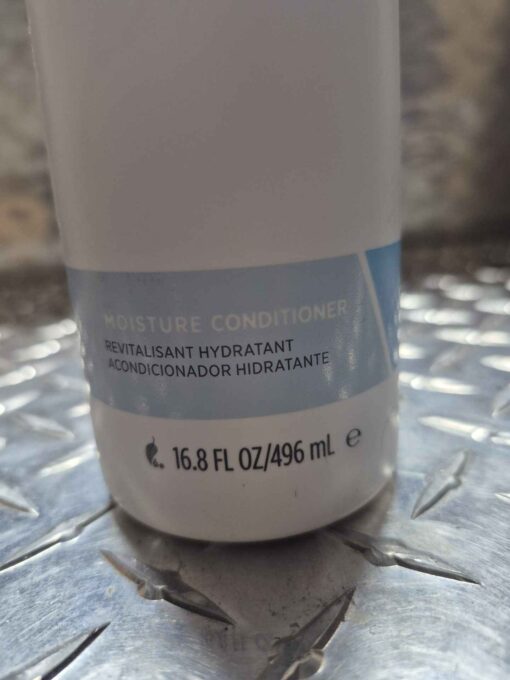 MOISTURE CONDITIONER
REVITALISANT HYDRATANT
ACONDICIONADOR HIDRATANTE
16.8 FL OZ/496 mL ℮